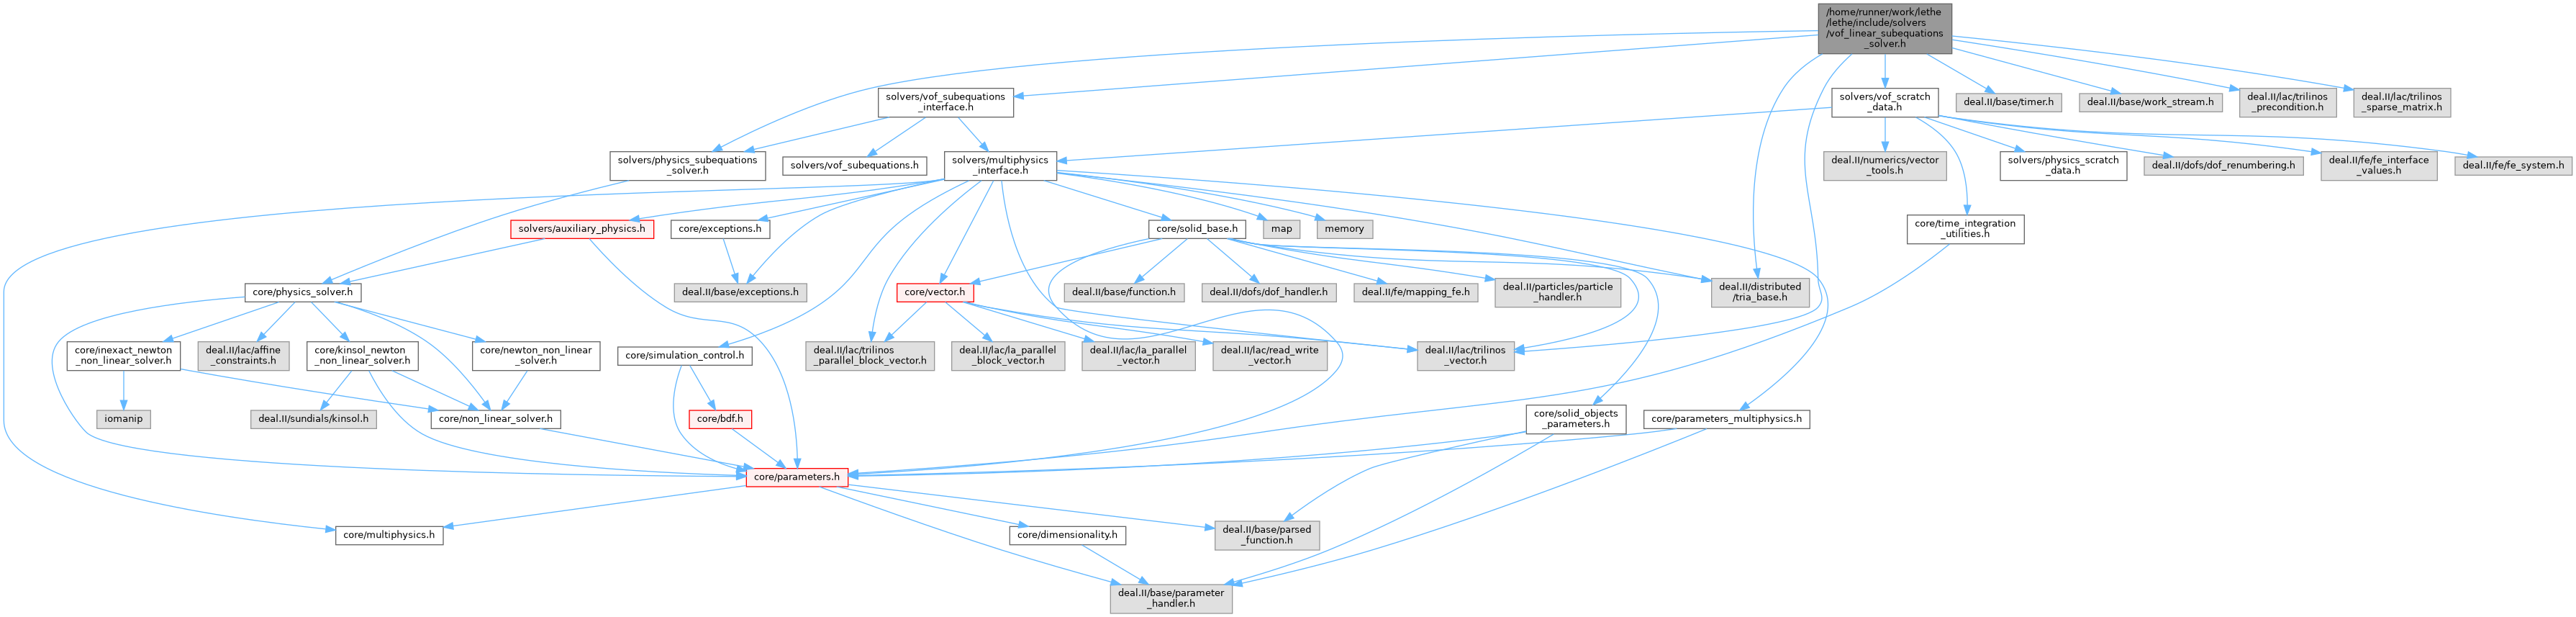 /home/runner/work/lethe
/lethe/include/solvers
/vof_linear_subequations
_solver.h
solvers/vof_subequations
_interface.h
solvers/vof_scratch
_data.h
deal.II/base/timer.h
deal.II/base/work_stream.h
deal.II/lac/trilinos
_precondition.h
deal.II/lac/trilinos
_sparse_matrix.h
solvers/physics_subequations
_solver.h
solvers/vof_subequations.h
solvers/multiphysics
_interface.h
deal.II/numerics/vector
_tools.h
solvers/physics_scratch
_data.h
deal.II/dofs/dof_renumbering.h
deal.II/fe/fe_interface
_values.h
deal.II/fe/fe_system.h
solvers/auxiliary_physics.h
core/exceptions.h
core/solid_base.h
map
memory
core/time_integration
_utilities.h
core/physics_solver.h
deal.II/base/exceptions.h
core/vector.h
deal.II/base/function.h
deal.II/dofs/dof_handler.h
deal.II/fe/mapping_fe.h
deal.II/particles/particle
_handler.h
deal.II/distributed
/tria_base.h
core/inexact_newton
_non_linear_solver.h
deal.II/lac/affine
_constraints.h
core/kinsol_newton
_non_linear_solver.h
core/newton_non_linear
_solver.h
core/simulation_control.h
deal.II/lac/trilinos
_parallel_block_vector.h
deal.II/lac/la_parallel
_block_vector.h
deal.II/lac/la_parallel
_vector.h
deal.II/lac/read_write
_vector.h
deal.II/lac/trilinos
_vector.h
iomanip
deal.II/sundials/kinsol.h
core/non_linear_solver.h
core/bdf.h
core/solid_objects
_parameters.h
core/parameters_multiphysics.h
core/parameters.h
core/multiphysics.h
core/dimensionality.h
deal.II/base/parsed
_function.h
deal.II/base/parameter
_handler.h